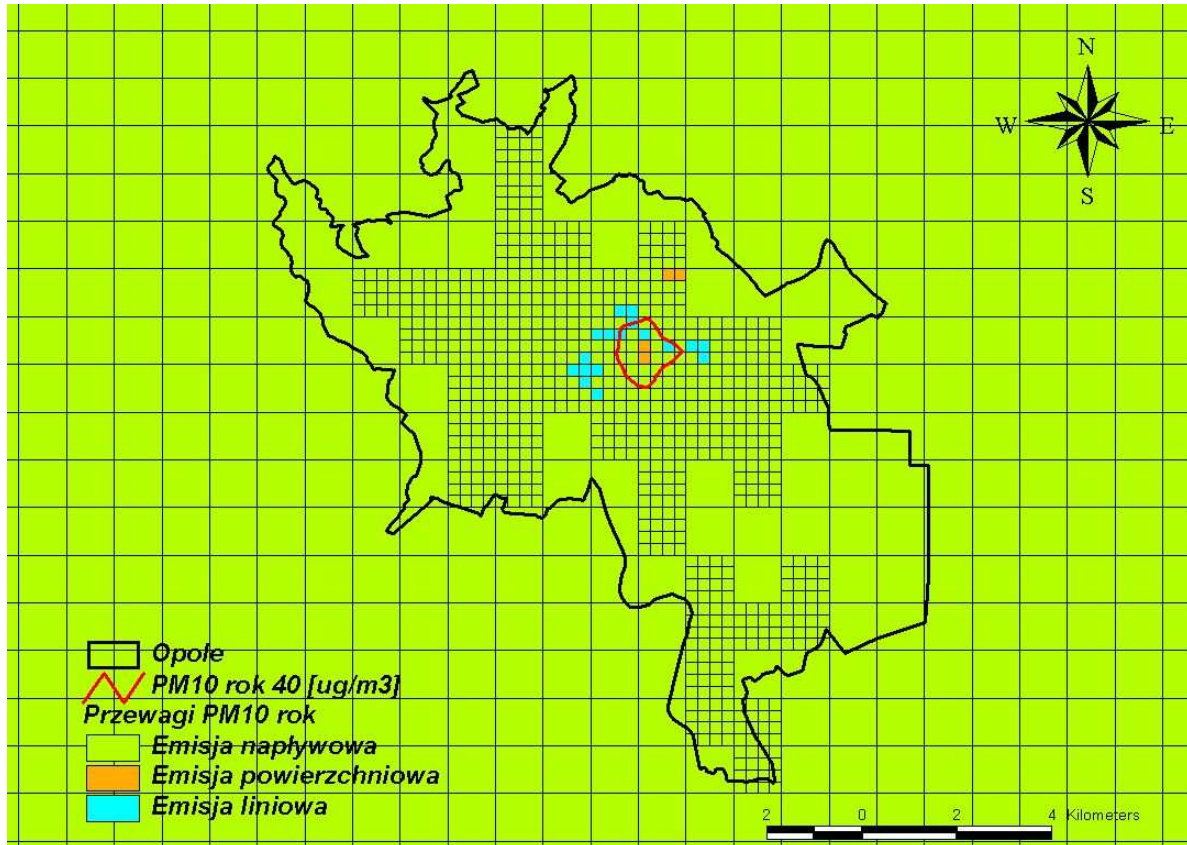 N
W E
S
Opole
PM10 rok 40 [ug/m3]
Przewagi PM10 rok
Emisja napływowa
Emisja powierzchniowa
Emisja liniowa
2 0 2 4 Kilometers